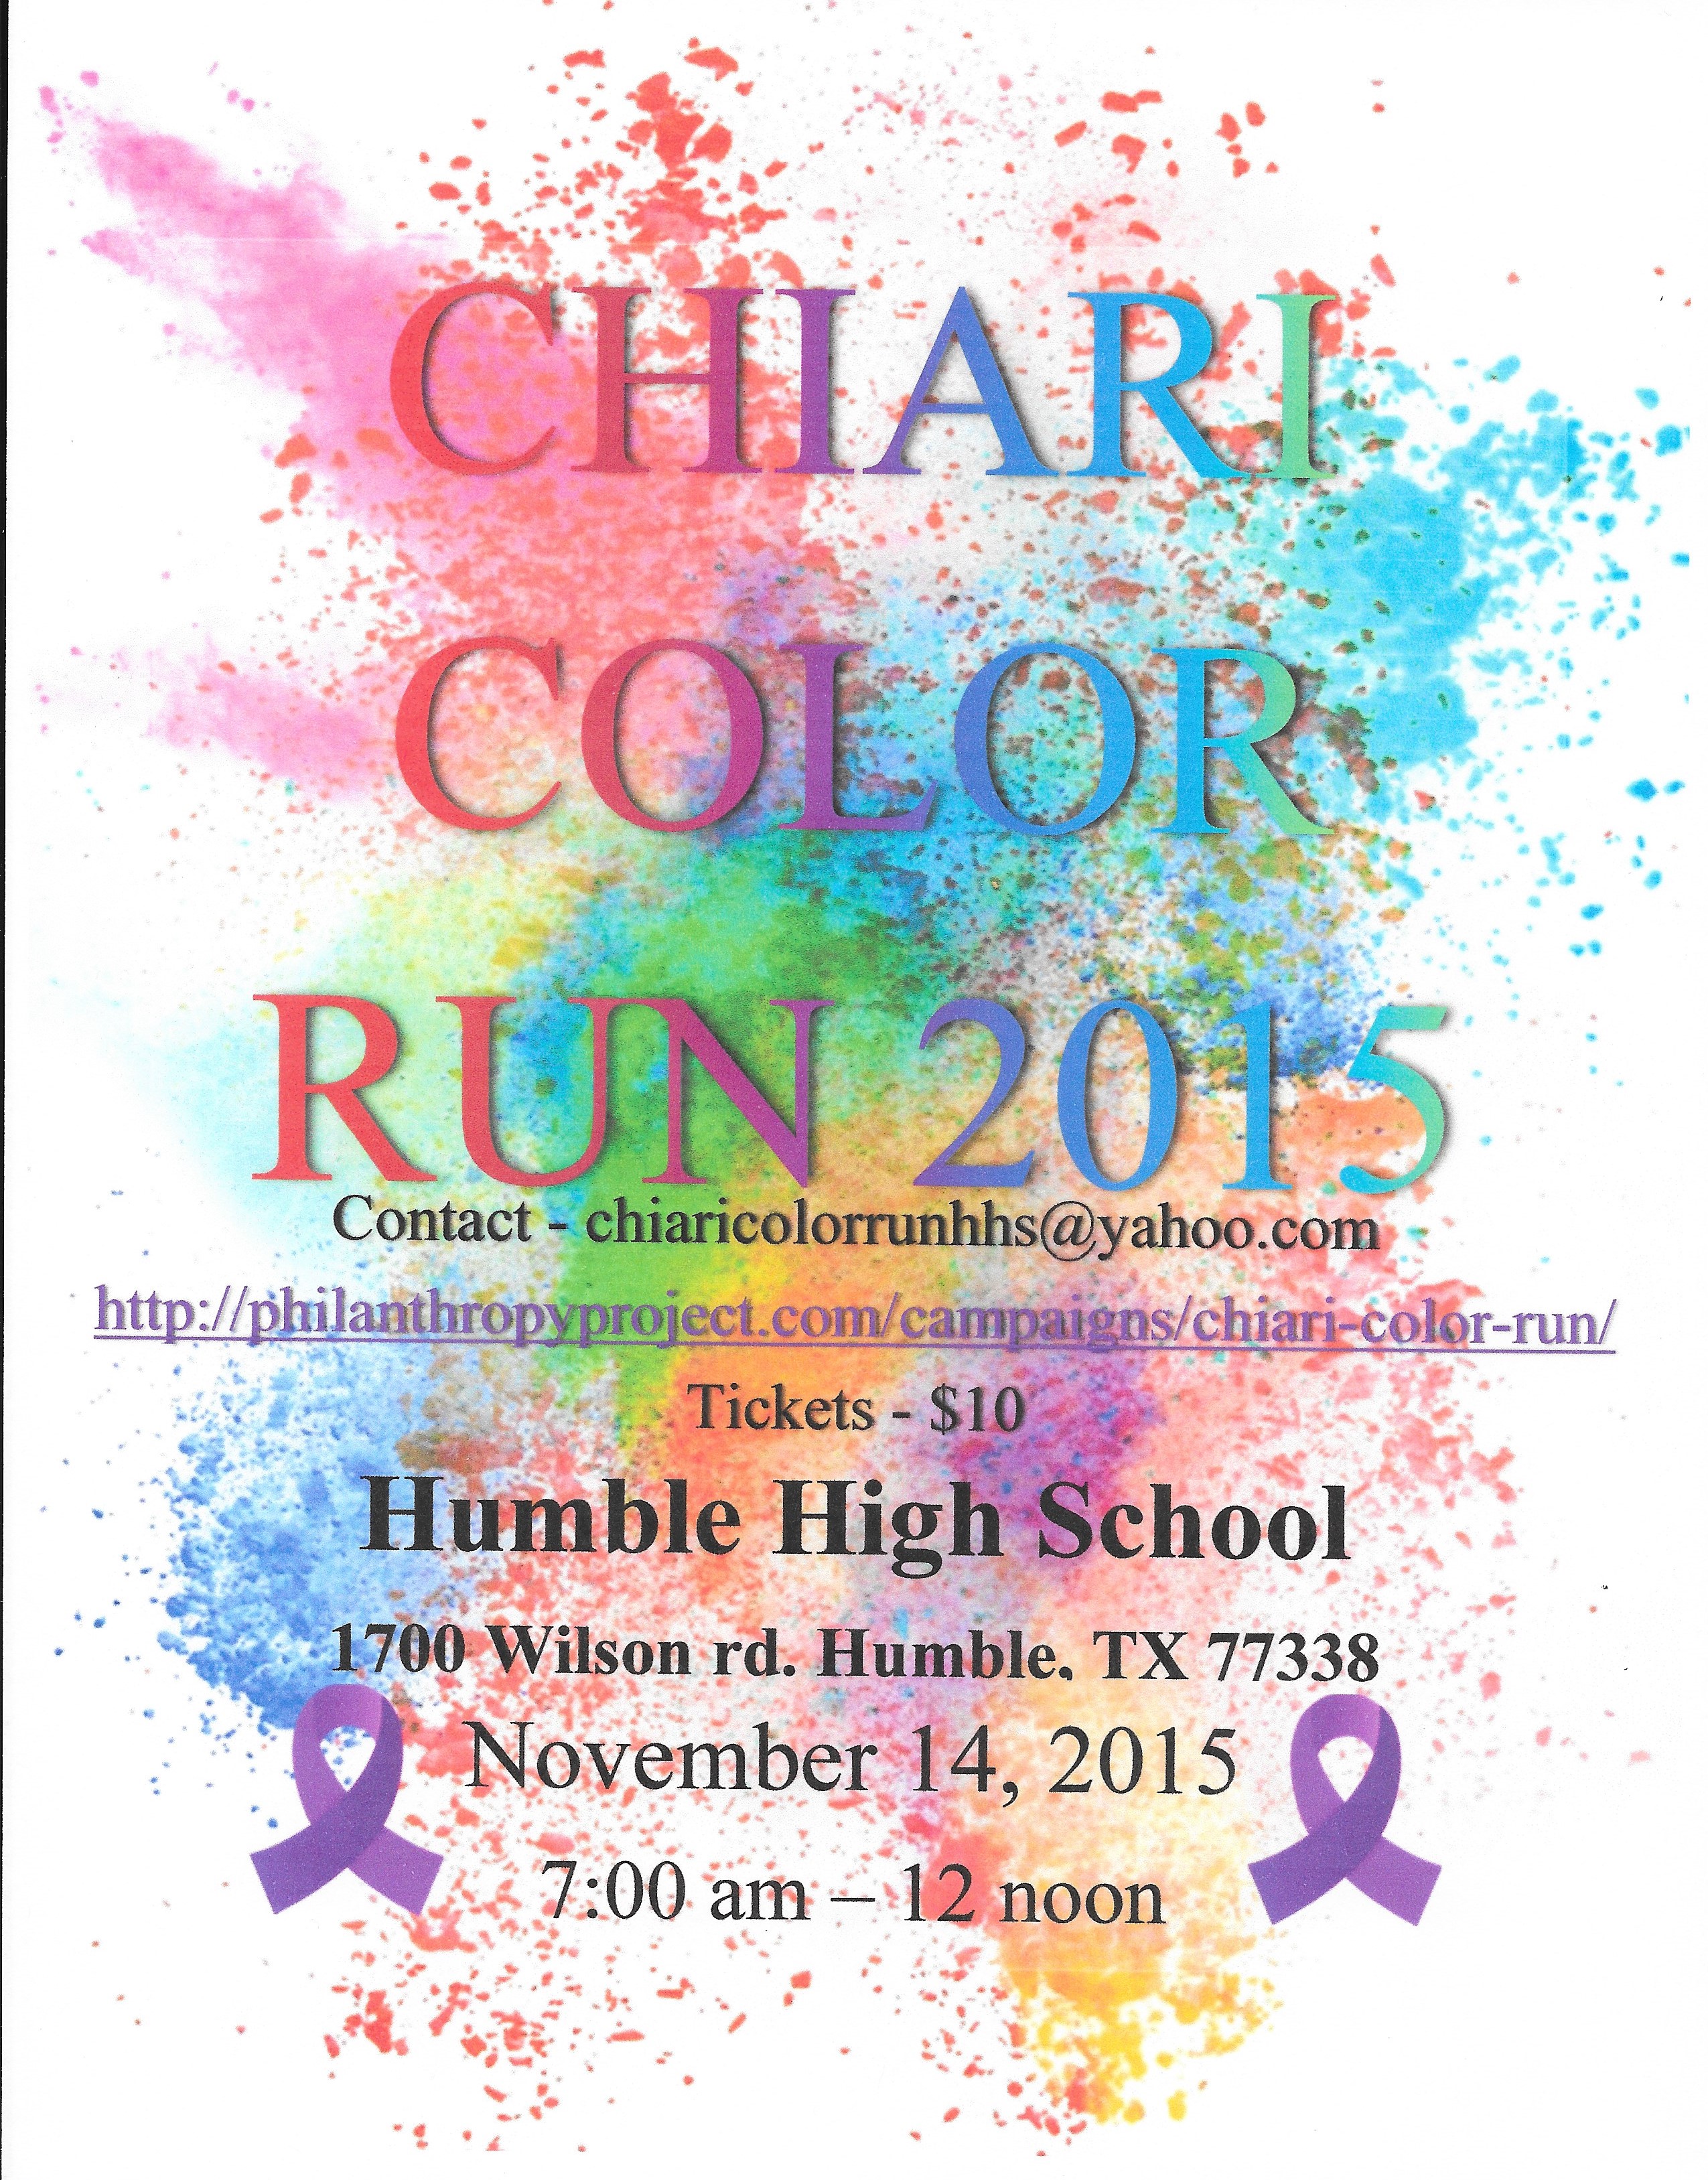 CHIARI
COLOR
RUN 2015
Contact - chiaricolorrunhhs@yahoo.com
http://philanthropyproject.com/campaigns/chiari-color-run/
Tickets - $10
Humble High School
1700 Wilson rd. Humble, TX 77338
November 14, 2015
7:00 am – 12 noon